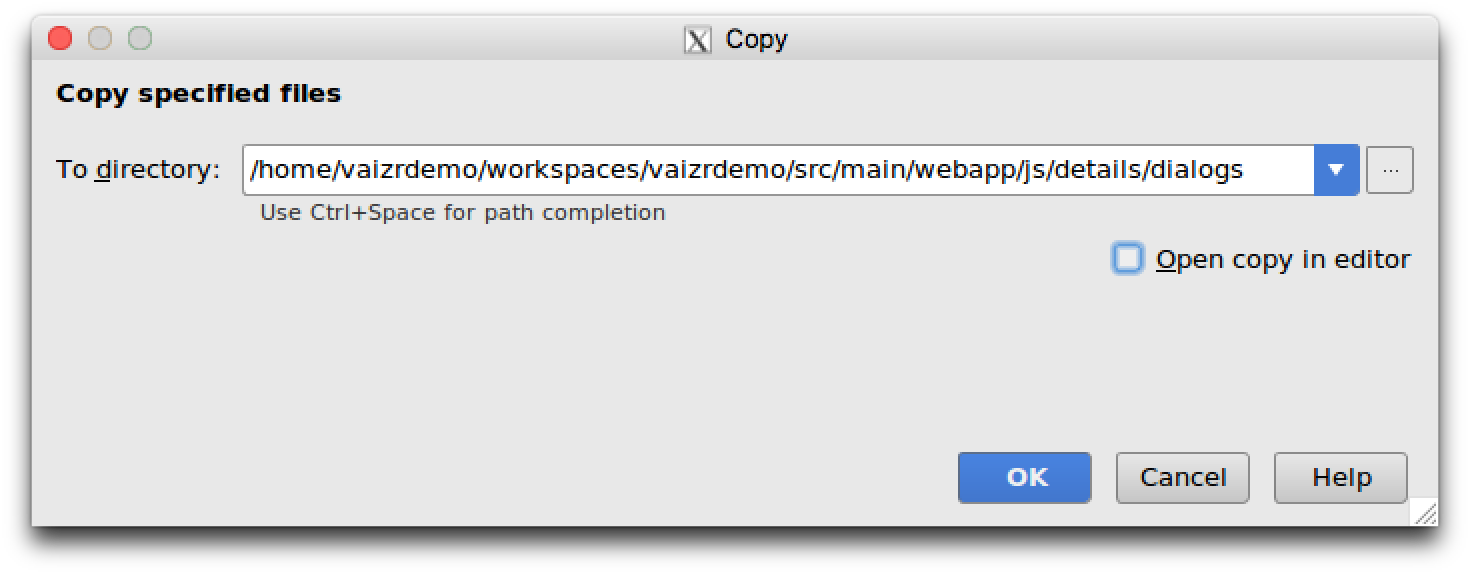 Copy
Copy specified files
To directory: /home/vaizrdemo/workspaces/vaizrdemo/src/main/webapp/js/details/dialogs ...
Use Ctrl+Space for path completion
Open copy in editor
OK Cancel Help